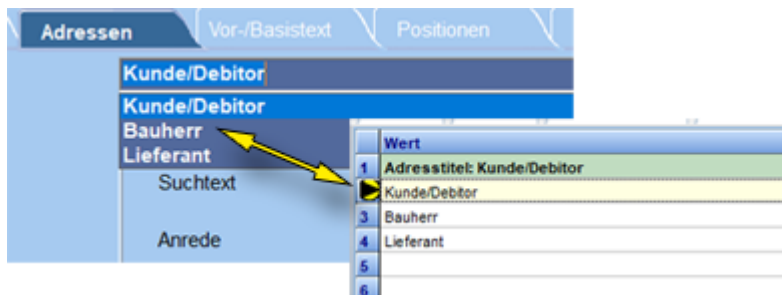 Adressen
Vor-/Basistext
Positionen
Kunde/Debitor
Kunde/Debitor
Bauherr
Lieferant
Suchtext
Anrede
Wert
1 Adresstitel: Kunde/Debitor
Kunde/Debitor
3 Bauherr
4 Lieferant
5
6